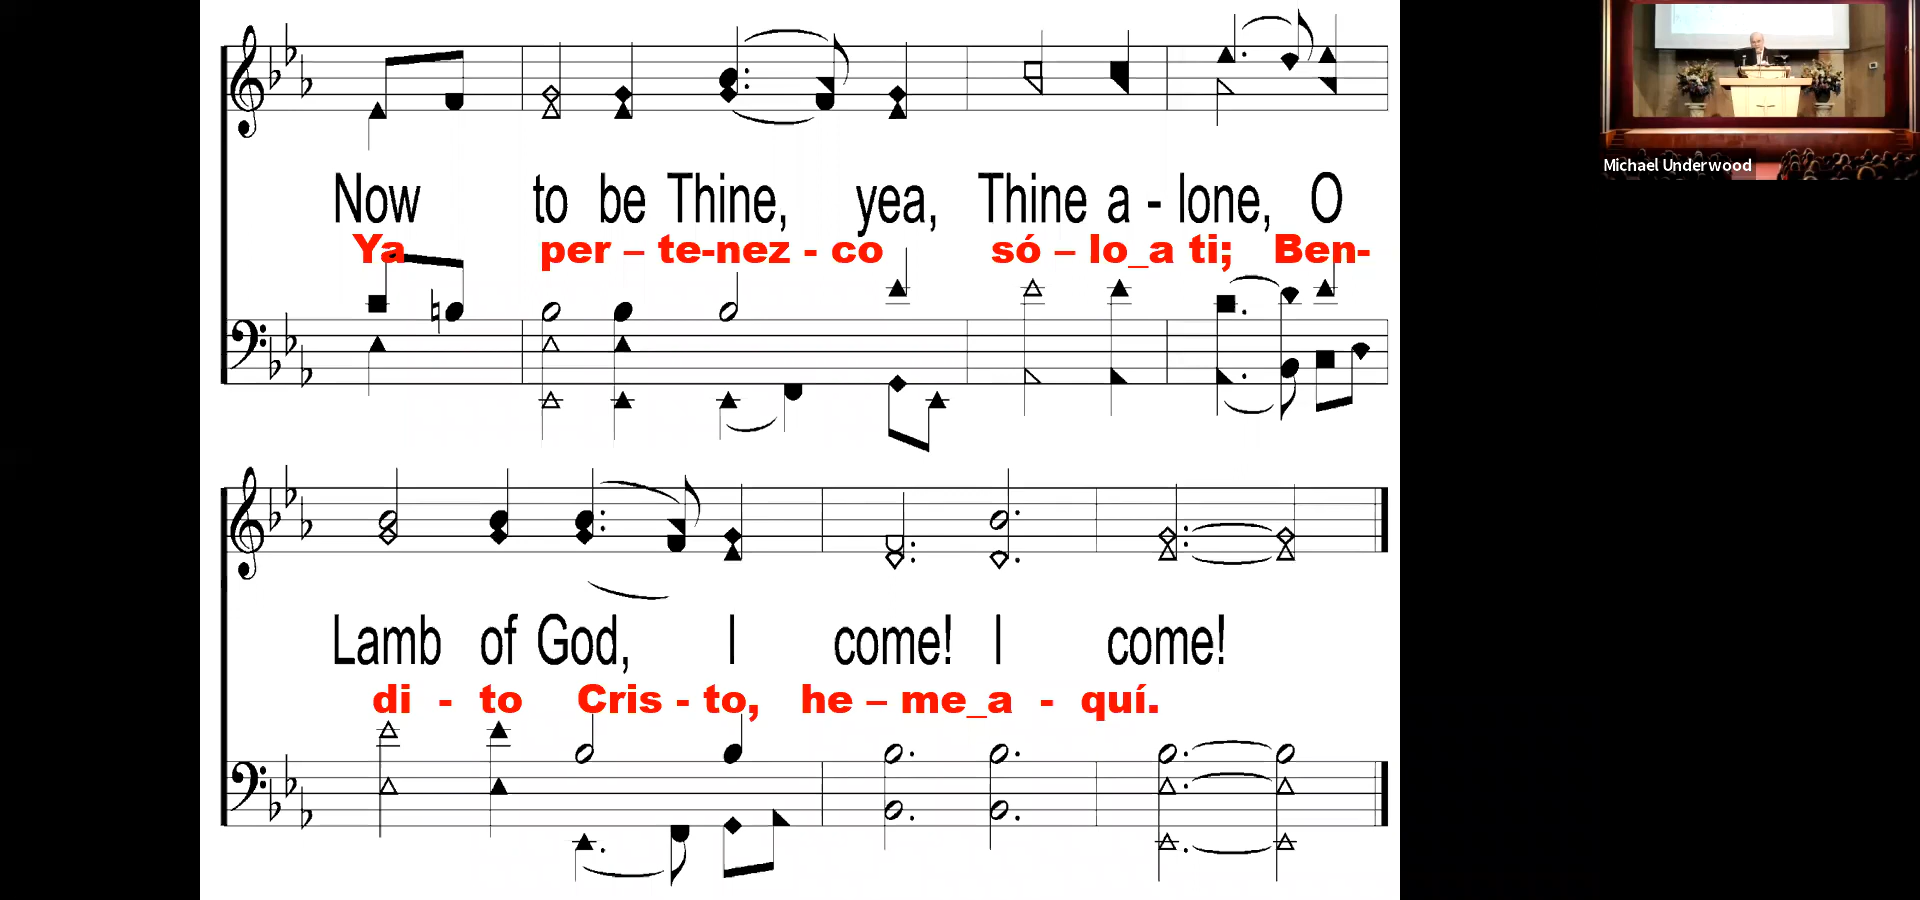 Now to be Thine, yea, Thine a - lone, O
Ya per – te-nez - co só – lo_a ti; Ben-
Lamb of God, I come! I come!
di - to Cris - to, he – me_a - quí.
Michael Underwood